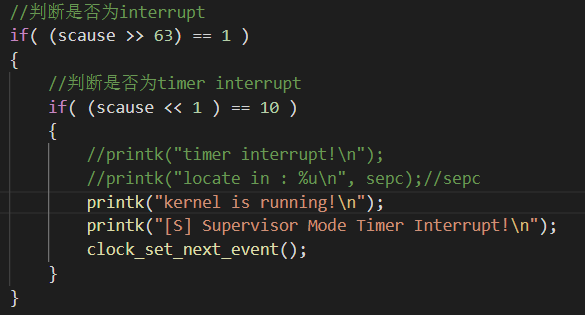 //判断是否为interrupt
if( (scause >> 63) == 1 )
{
//判断是否为timer interrupt
if( (scause << 1 ) == 10 )
{
//printk("timer interrupt!\n");
//printk("locate in : %u\n", sepc);//sepc
printk("kernel is running!\n");
printk("[S] Supervisor Mode Timer Interrupt!\n");
clock_set_next_event();
}
}